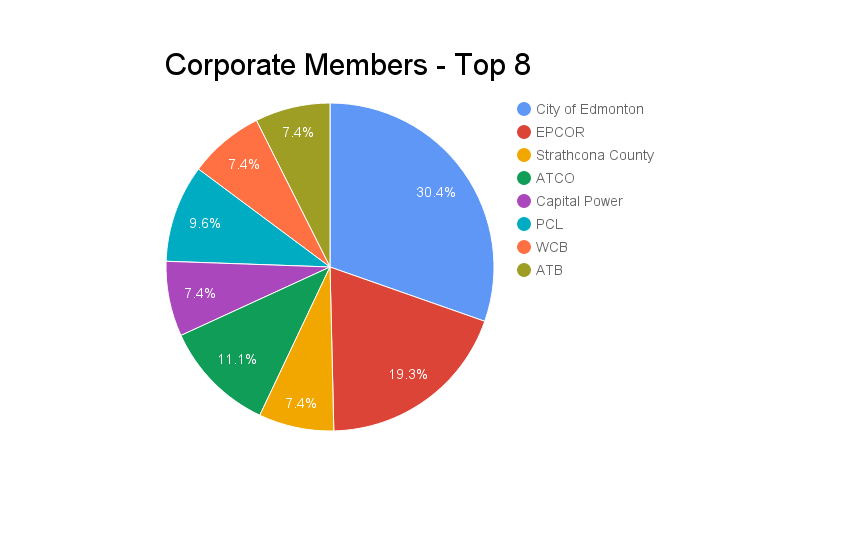 Corporate Members - Top 8
City of Edmonton
EPCOR
Strathcona County
ATCO
Capital Power
PCL
WCB
ATB
30.4%
19.3%
7.4%
11.1%
7.4%
9.6%
7.4%
7.4%